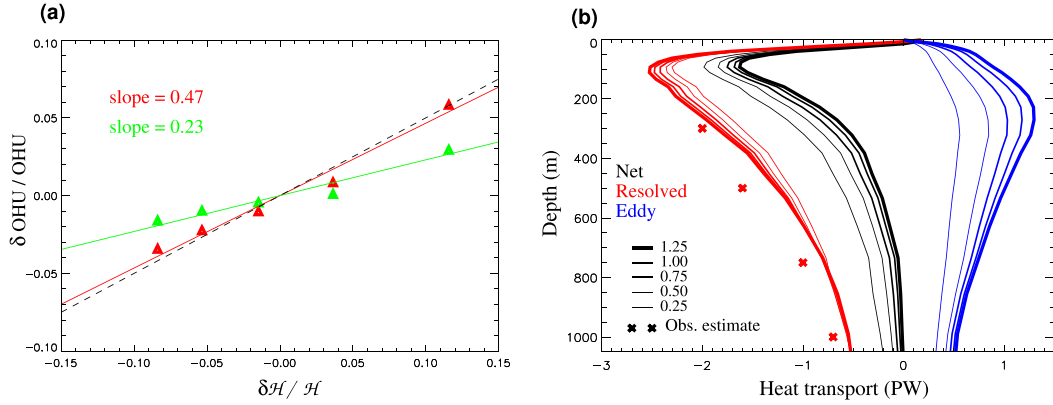 (a)
0.10
0.05
0.00
−0.05
−0.10
δ OHU / OHU
slope = 0.47
slope = 0.23
−0.15
−0.10
−0.05
−0.00
0.05
0.10
0.15
δℋ / ℋ
(b)
0
200
400
600
800
1000
Depth (m)
Net
Resolved
Eddy
1.25
1.00
0.75
0.50
0.25
Obs. estimate
−3
−2
−1
0
1
Heat transport (PW)